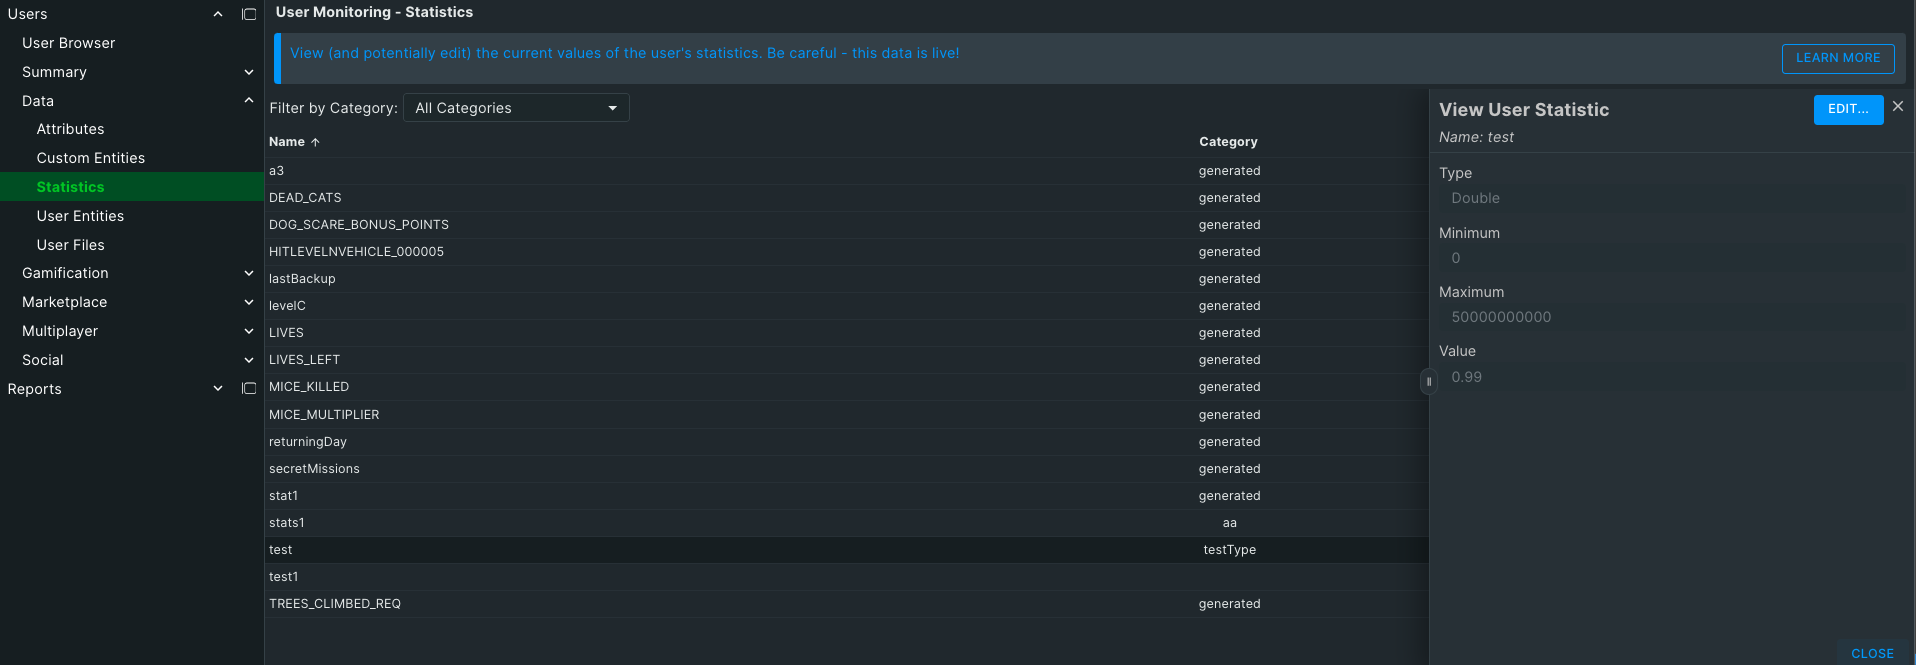 Users
User Browser
Summary
Data
Attributes
Custom Entities
Statistics
User Entities
User Files
Gamification
Marketplace
Multiplayer
Social
Reports
User Monitoring - Statistics
View (and potentially edit) the current values of the user's statistics. Be careful - this data is live!
LEARN MORE
Filter by Category: All Categories
Name Category
a3 generated
DEAD_CATS generated
DOG_SCARE_BONUS_POINTS generated
HITLEVELNVEHICLE_000005 generated
lastBackup generated
levelC generated
LIVES generated
LIVES_LEFT generated
MICE_KILLED generated
MICE_MULTIPLIER generated
returningDay generated
secretMissions generated
stat1 generated
stats1 aa
test testType
test1
TREES_CLIMBED_REQ generated
View User Statistic
EDIT...
Name: test
Type
Double
Minimum
0
Maximum
50000000000
Value
0.99
CLOSE